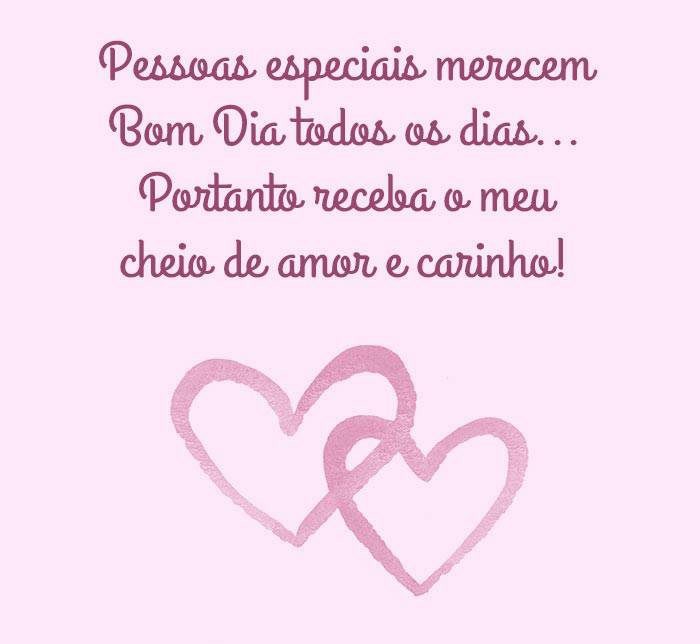 Pessoas especiais merecem
Bom Dia todos os dias...
Portanto receba o meu
cheio de amor e carinho!